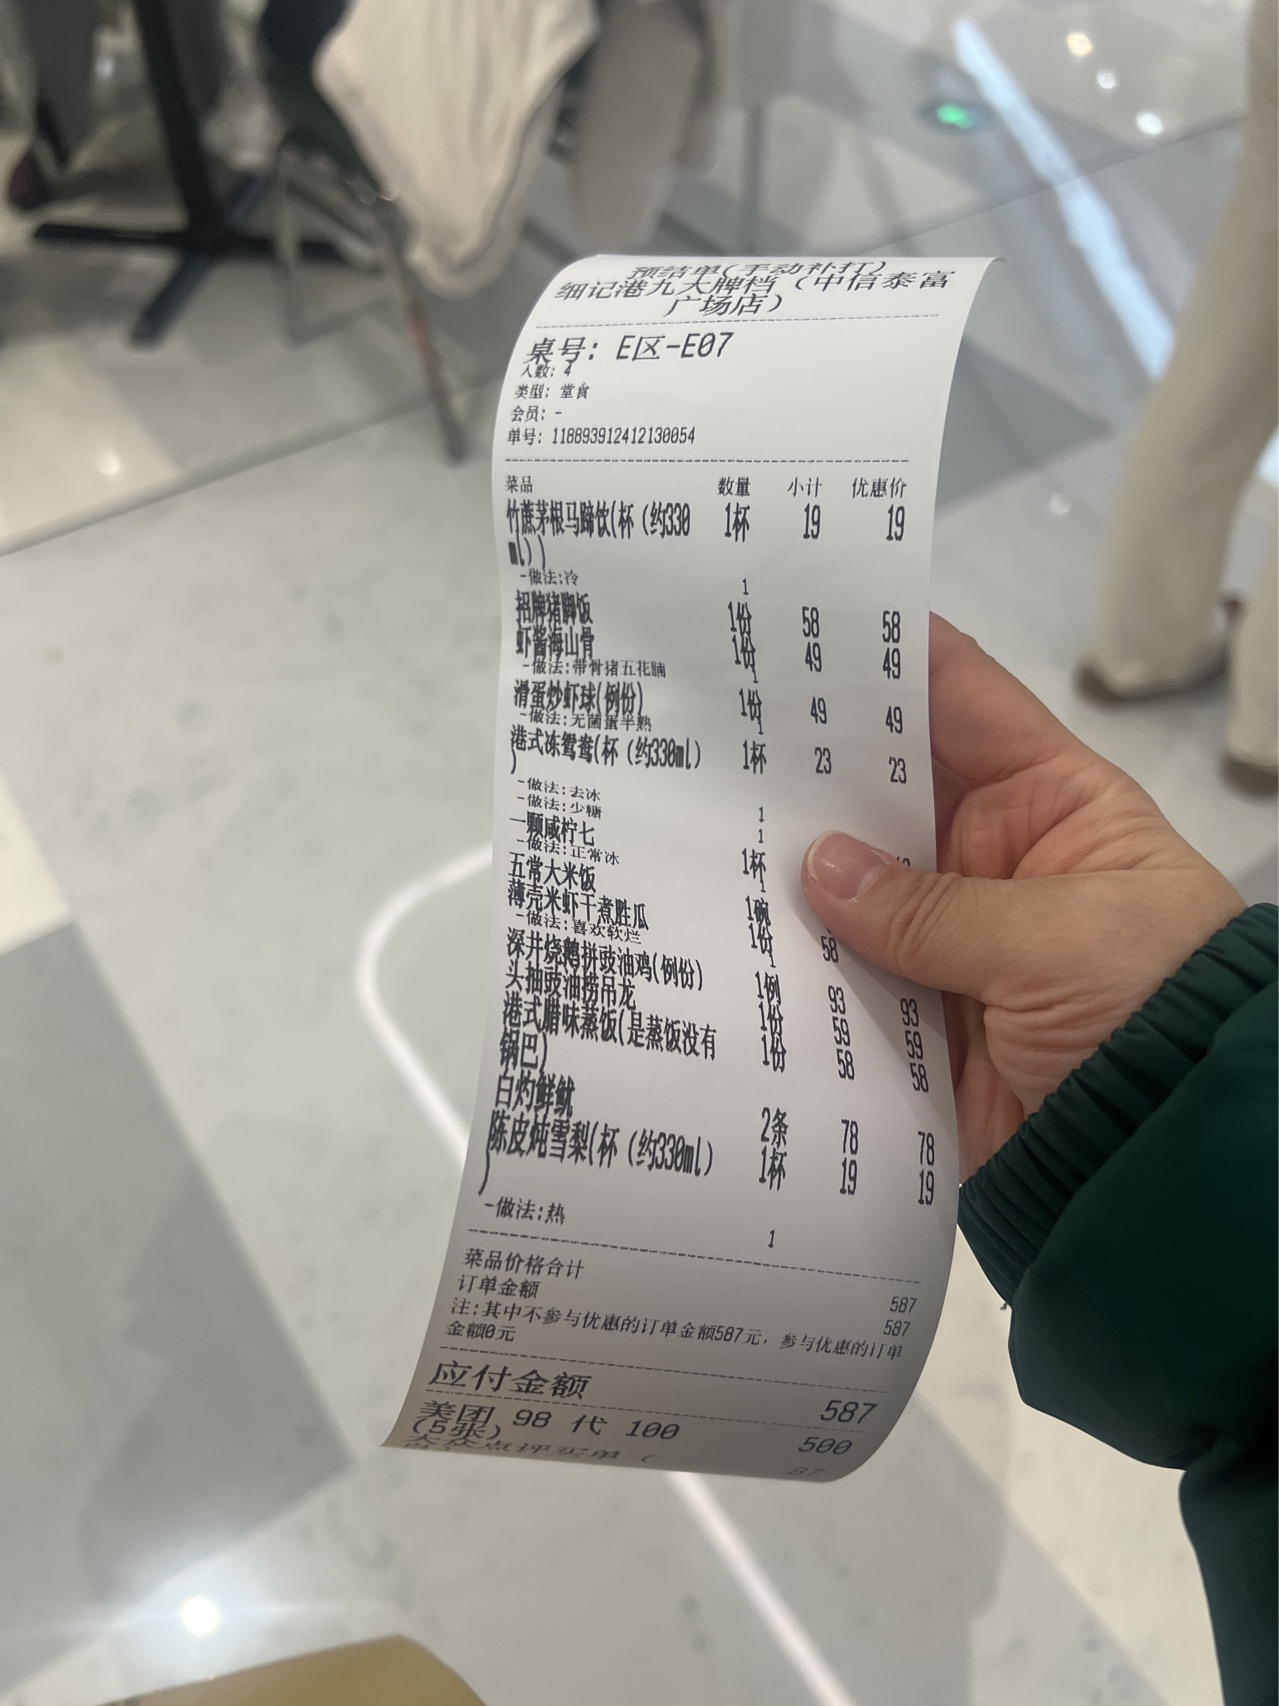 预结单(手动补打)
细记港九大牌档（中信泰富
广场店）
桌号: E区-E07
人数: 4
类型: 堂食
会员: -
单号: 118893912412130054
菜品 数量 小计 优惠价
竹蔗茅根马蹄饮(杯（约330 1杯 19 19
ml）)
-做法:冷 1
招牌猪脚饭 1份 58 58
虾酱海山骨 1份 49 49
-做法:带骨猪五花腩 1
滑蛋炒虾球(例份) 1份 49 49
-做法:无菌蛋半熟 1
港式冻鸳鸯(杯（约330ml） 1杯 23 23
)
-做法:去冰 1
-做法:少糖 1
一颗咸柠七 1杯
-做法:正常冰 1
五常大米饭 1碗
薄壳米虾干煮胜瓜 1份 58
-做法:喜欢软烂 1
深井烧鹅拼豉油鸡(例份) 1例 93 93
头抽豉油捞吊龙 1份 59 59
港式腊味蒸饭(是蒸饭没有 1份 58 58
锅巴)
白灼鲜鱿 2条 78 78
陈皮炖雪梨(杯（约330ml） 1杯 19 19
)
-做法:热 1
菜品价格合计 587
订单金额 587
注:其中不参与优惠的订单金额587元, 参与优惠的订单
金额0元
应付金额 587
美团 98 代 100 500
(5张)
大众点评买单 ( 87